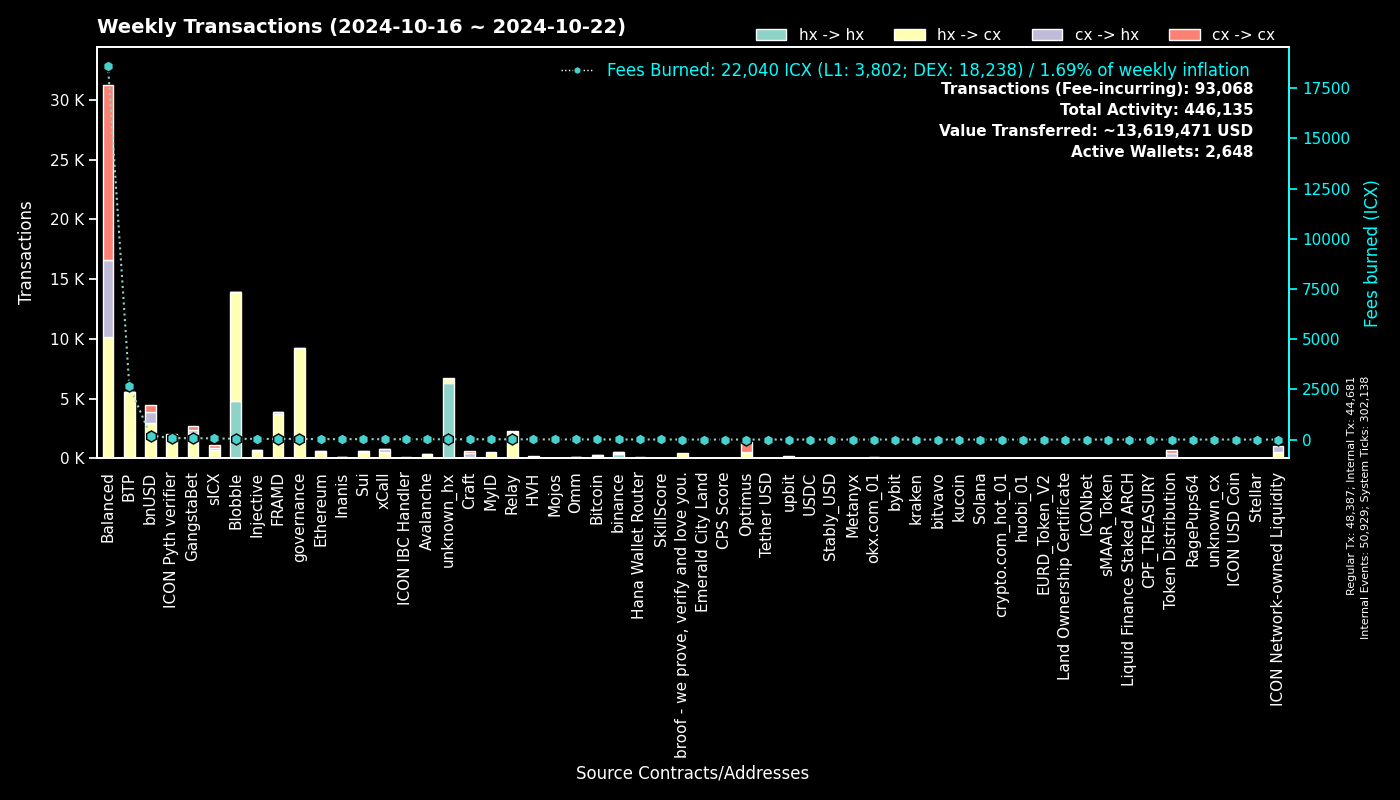 Weekly Transactions (2024-10-16 ~ 2024-10-22)
hx -> hx
hx -> cx
cx -> hx
cx -> cx
Fees Burned: 22,040 ICX (L1: 3,802; DEX: 18,238) / 1.69% of weekly inflation
Transactions (Fee-incurring): 93,068
Total Activity: 446,135
Value Transferred: ~13,619,471 USD
Active Wallets: 2,648
Transactions
30 K
25 K
20 K
15 K
10 K
5 K
0 K
17500
15000
12500
10000
7500
5000
2500
0
Fees burned (ICX)
Regular Tx: 48,387; Internal Tx: 44,681
Internal Events: 50,929; System Ticks: 302,138
Balanced
BTP
bnUSD
ICON Pyth verifier
GangstaBet
sICX
Blobble
Injective
FRAMD
governance
Ethereum
Inanis
Sui
xCall
ICON IBC Handler
Avalanche
unknown_hx
Craft
MyID
Relay
HVH
Mojos
Omm
Bitcoin
binance
Hana Wallet Router
SkillScore
broof - we prove, verify and love you.
Emerald City Land
CPS Score
Optimus
Tether USD
upbit
USDC
Stably_USD
Metanyx
okx.com_01
bybit
kraken
bitvavo
kucoin
Solana
crypto.com_hot_01
huobi_01
EURD_Token_V2
Land Ownership Certificate
ICONbet
sMAAR_Token
Liquid Finance Staked ARCH
CPF_TREASURY
Token Distribution
RagePups64
unknown_cx
ICON USD Coin
Stellar
ICON Network-owned Liquidity
Source Contracts/Addresses